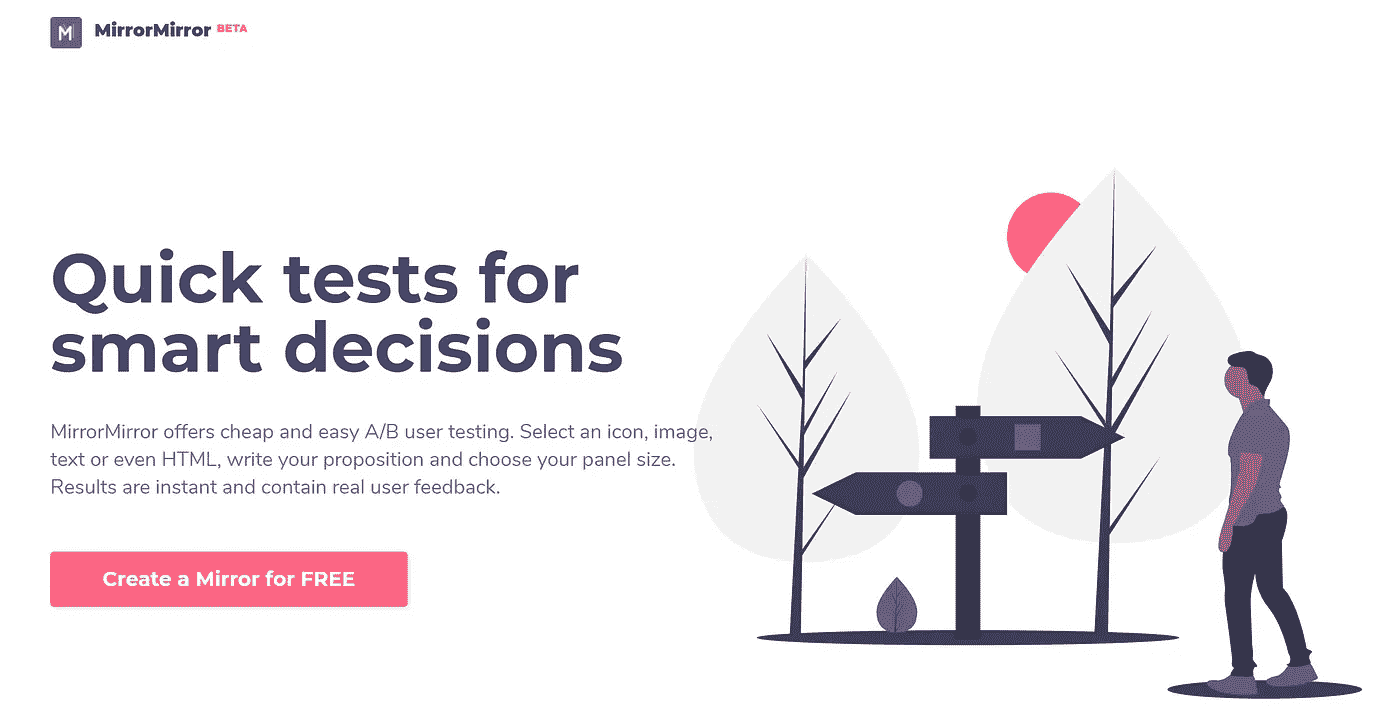 M
MirrorMirror BETA
Quick tests for
smart decisions
MirrorMirror offers cheap and easy A/B user testing. Select an icon, image,
text or even HTML, write your proposition and choose your panel size.
Results are instant and contain real user feedback.
Create a Mirror for FREE